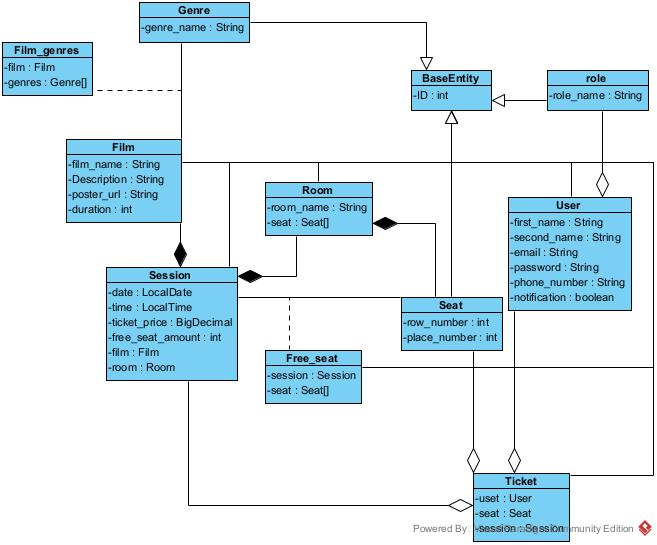 Genre
-genre_name : String
Film_genres
-film : Film
-genres : Genre[]
BaseEntity
-ID : int
role
-role_name : String
Film
-film_name : String
-Description : String
-poster_url : String
-duration : int
Room
-room_name : String
-seat : Seat[]
User
-first_name : String
-second_name : String
-email : String
-password : String
-phone_number : String
-notification : boolean
Session
-date : LocalDate
-time : LocalTime
-ticket_price : BigDecimal
-free_seat_amount : int
-film : Film
-room : Room
Seat
-row_number : int
-place_number : int
Free_seat
-session : Session
-seat : Seat[]
Ticket
-uset : User
-seat : Seat
-session : Session
Powered By Community Edition